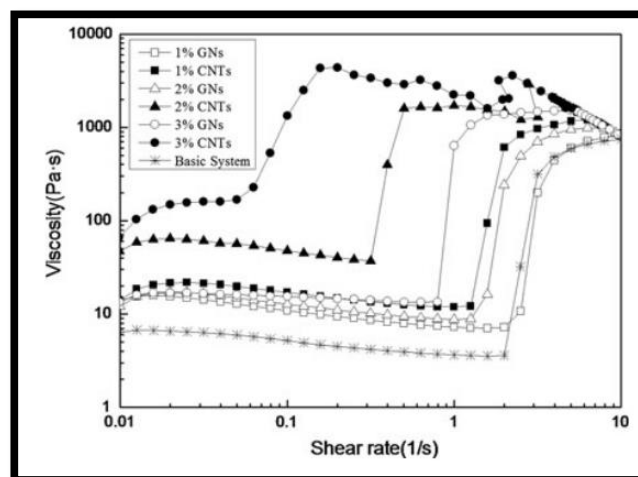 10000
1000
100
10
1
Viscosity(Pa·s)
1% GNs
1% CNTs
2% GNs
2% CNTs
3% GNs
3% CNTs
Basic System
0.01 0.1 1 10
Shear rate(1/s)